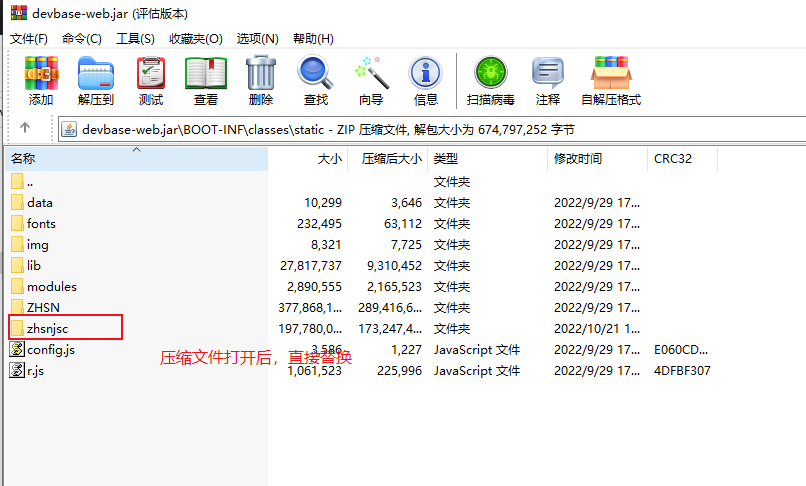 devbase-web.jar (评估版本)
文件(F) 命令(C) 工具(S) 收藏夹(O) 选项(N) 帮助(H)
添加 解压到 测试 查看 删除 查找 向导 信息 扫描病毒 注释 自解压格式
devbase-web.jar\BOOT-INF\classes\static - ZIP 压缩文件, 解包大小为 674,797,252 字节
名称 大小 压缩后大小 类型 修改时间 CRC32
.. 文件夹
data 10,299 3,646 文件夹 2022/9/29 17...
fonts 232,495 63,112 文件夹 2022/9/29 17...
img 8,321 7,725 文件夹 2022/9/29 17...
lib 27,817,737 9,310,452 文件夹 2022/9/29 17...
modules 2,890,555 2,165,523 文件夹 2022/9/29 17...
ZHSN 377,868,1... 289,416,6... 文件夹 2022/9/29 17...
zhsnjsc 197,780,0... 173,247,4... 文件夹 2022/10/21 1...
config.js 3,586 1,227 JavaScript 文件 2022/9/29 17... E060CD...
压缩文件打开后，直接替换
r.js 1,061,523 225,996 JavaScript 文件 2022/9/29 17... 4DFBF307